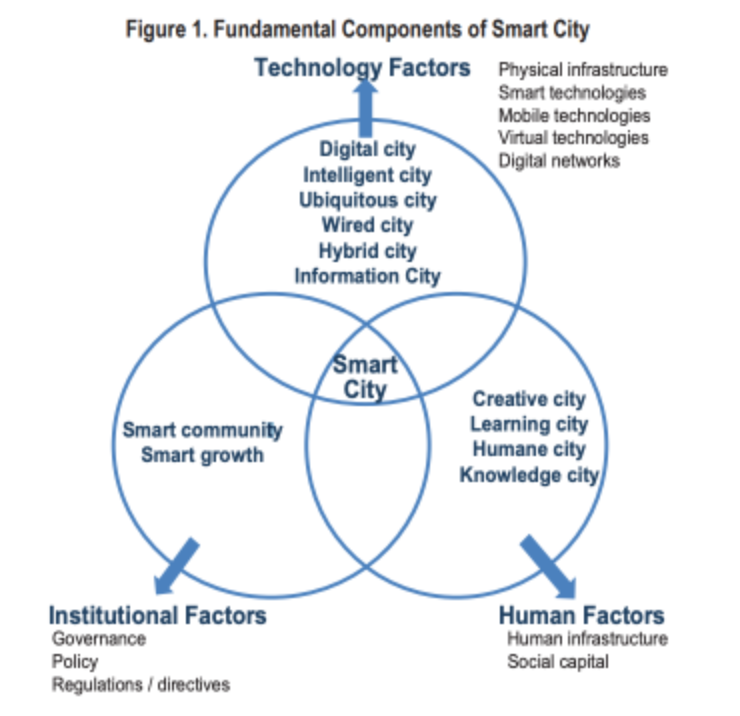 Figure 1. Fundamental Components of Smart City
Technology Factors
Physical infrastructure
Smart technologies
Mobile technologies
Virtual technologies
Digital networks
Digital city
Intelligent city
Ubiquitous city
Wired city
Hybrid city
Information City
Smart
City
Smart community
Smart growth
Creative city
Learning city
Humane city
Knowledge city
Institutional Factors
Governance
Policy
Regulations / directives
Human Factors
Human infrastructure
Social capital